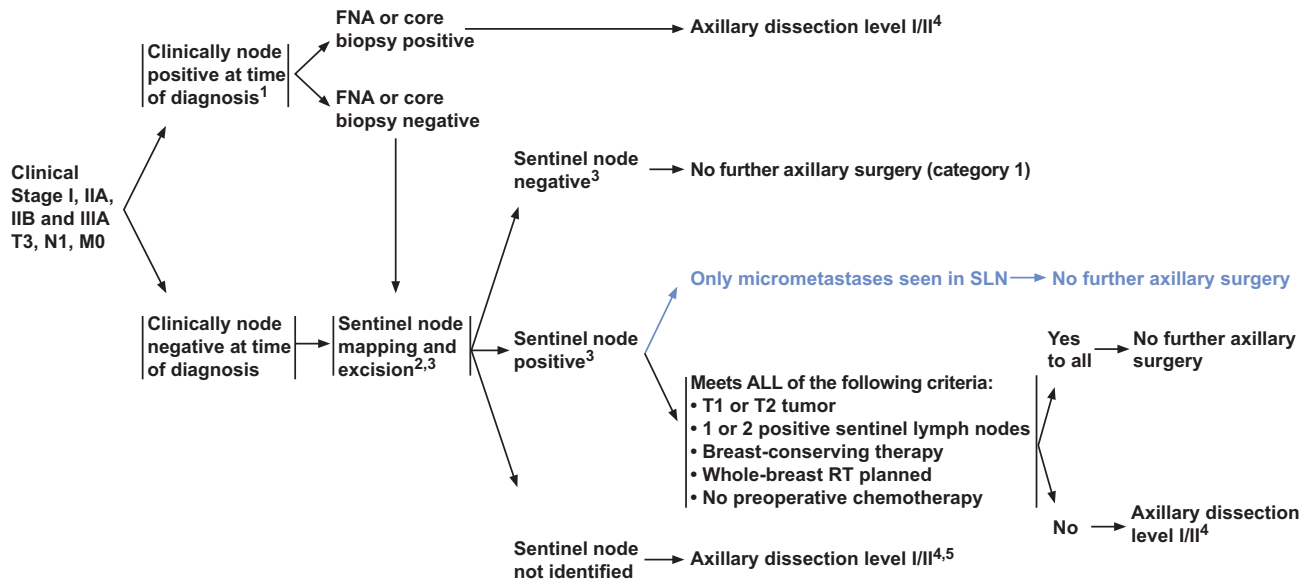 Clinical
Stage I, IIA,
IIB and IIIA
T3, N1, M0
Clinically node
positive at time
of diagnosis1
FNA or core
biopsy positive
Axillary dissection level I/II4
FNA or core
biopsy negative
Clinically node
negative at time
of diagnosis
Sentinel node
mapping and
excision2,3
Sentinel node
negative3
No further axillary surgery (category 1)
Sentinel node
positive3
Only micrometastases seen in SLN
No further axillary surgery
Meets ALL of the following criteria:
• T1 or T2 tumor
• 1 or 2 positive sentinel lymph nodes
• Breast-conserving therapy
• Whole-breast RT planned
• No preoperative chemotherapy
Yes
to all
No further axillary
surgery
No
Axillary dissection
level I/II4
Sentinel node
not identified
Axillary dissection level I/II4,5